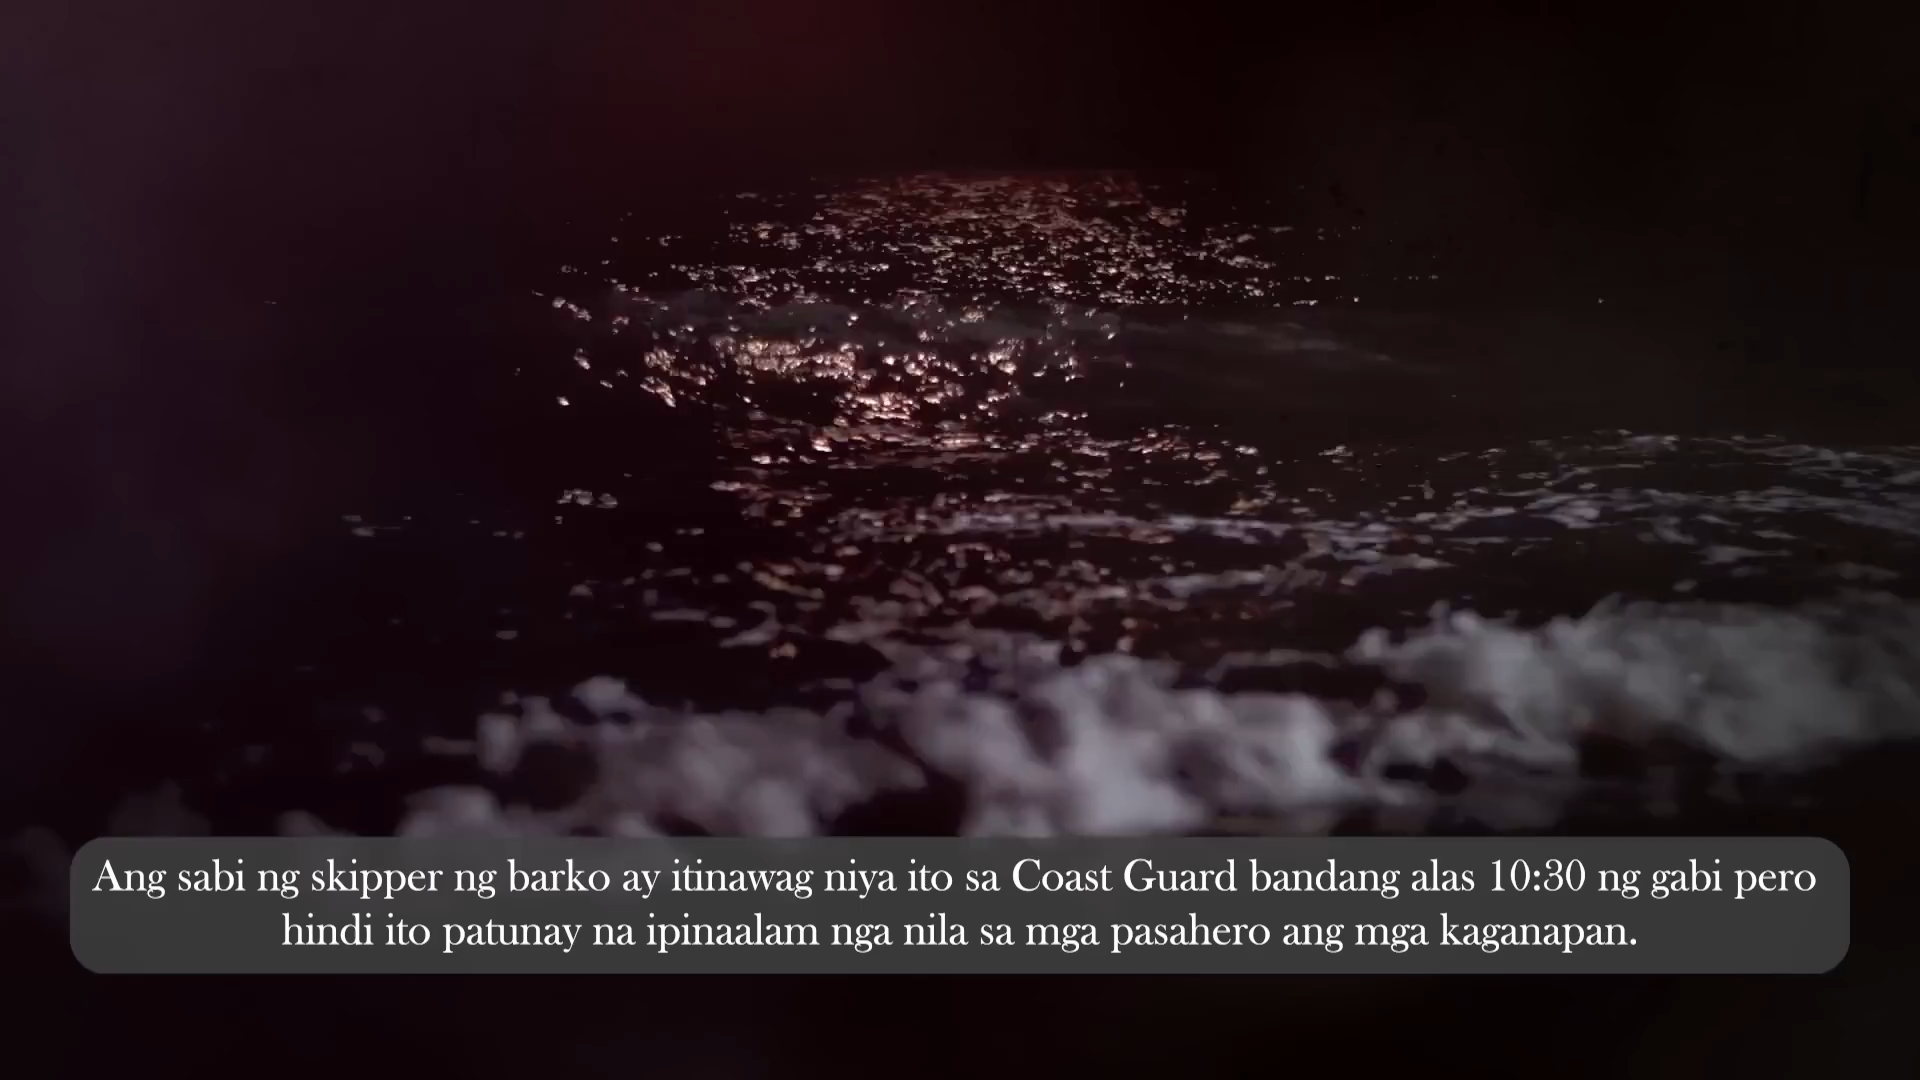 Ang sabi ng skipper ng barko ay itinawag niya ito sa Coast Guard bandang alas 10:30 ng gabi pero
hindi ito patunay na ipinaalam nga nila sa mga pasahero ang mga kaganapan.